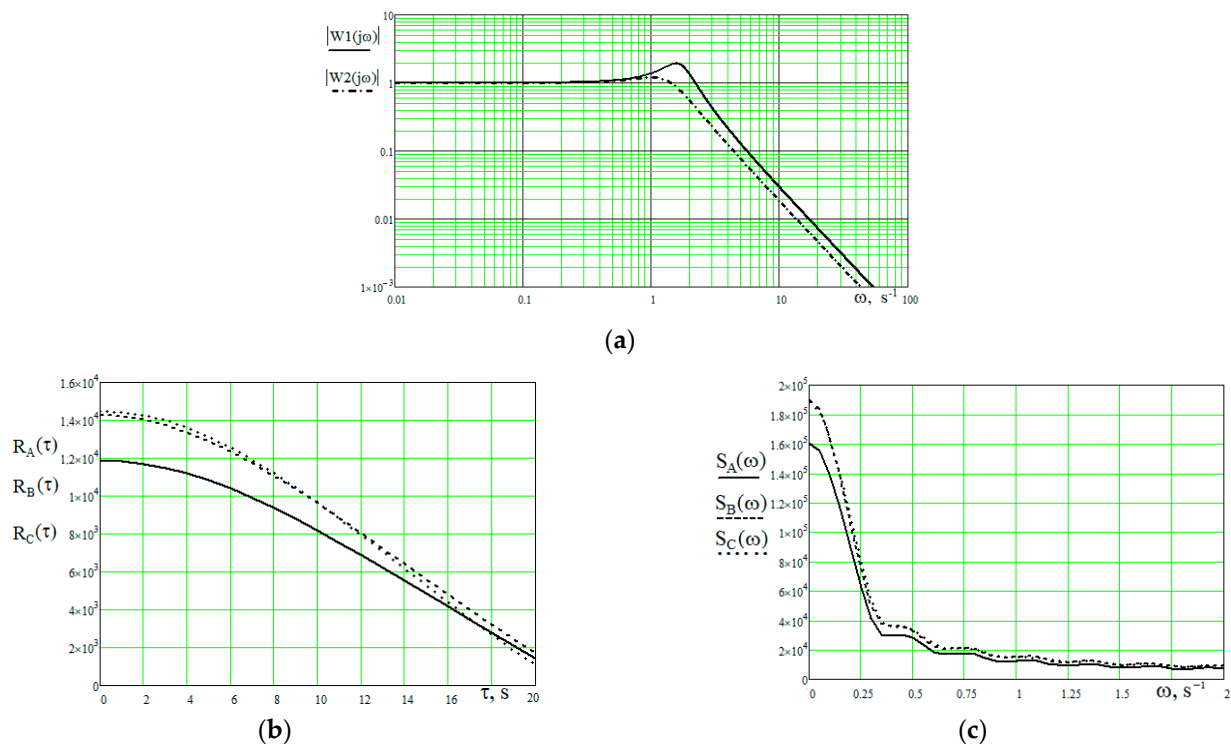 10
|W1(jω)|
|W2(jω)|
1
0.1
0.01
1×10⁻³
0.01 0.1 1 10 100
ω, s⁻¹
(a)
1.6×10⁴
1.4×10⁴
1.2×10⁴
1×10⁴
8×10³
6×10³
4×10³
2×10³
0
R_A(τ)
R_B(τ)
R_C(τ)
0 2 4 6 8 10 12 14 16 18 20
τ, s
(b)
2×10⁵
1.8×10⁵
1.6×10⁵
1.4×10⁵
1.2×10⁵
1×10⁵
8×10⁴
6×10⁴
4×10⁴
2×10⁴
0
S_A(ω)
S_B(ω)
S_C(ω)
0 0.25 0.5 0.75 1 1.25 1.5 1.75 2
ω, s⁻¹
(c)